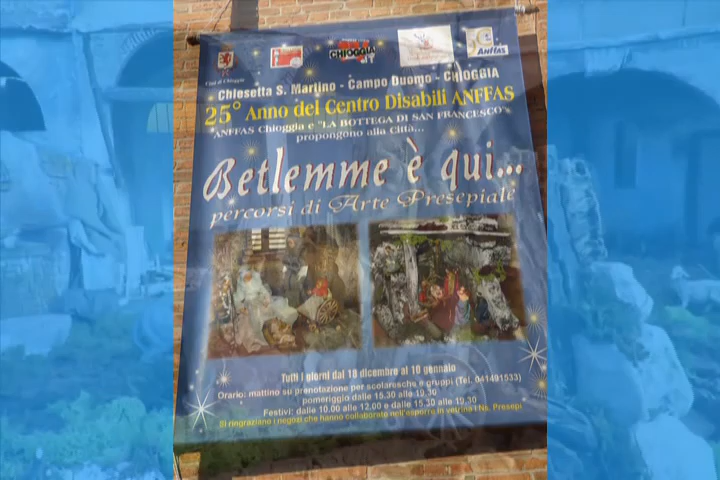 Città di Chioggia
CHIOGGIA
.IT
Anffas
Chiesetta S. Martino - Campo Duomo - CHIOGGIA
25° Anno del Centro Disabili ANFFAS
ANFFAS Chioggia e "LA BOTTEGA DI SAN FRANCESCO"
propongono alla Città...
Betlemme è qui...
percorsi di Arte Presepiale
Tutti i giorni dal 18 dicembre al 10 gennaio
Orario: mattino su prenotazione per scolaresche e gruppi (Tel. 041491533)
pomeriggio dalle 15.30 alle 19.30
Festivi: dalle 10.00 alle 12.00 e dalle 15.30 alle 19.30
Si ringraziano i negozi che hanno collaborato nell'esporre in vetrina i Ns. Presepi